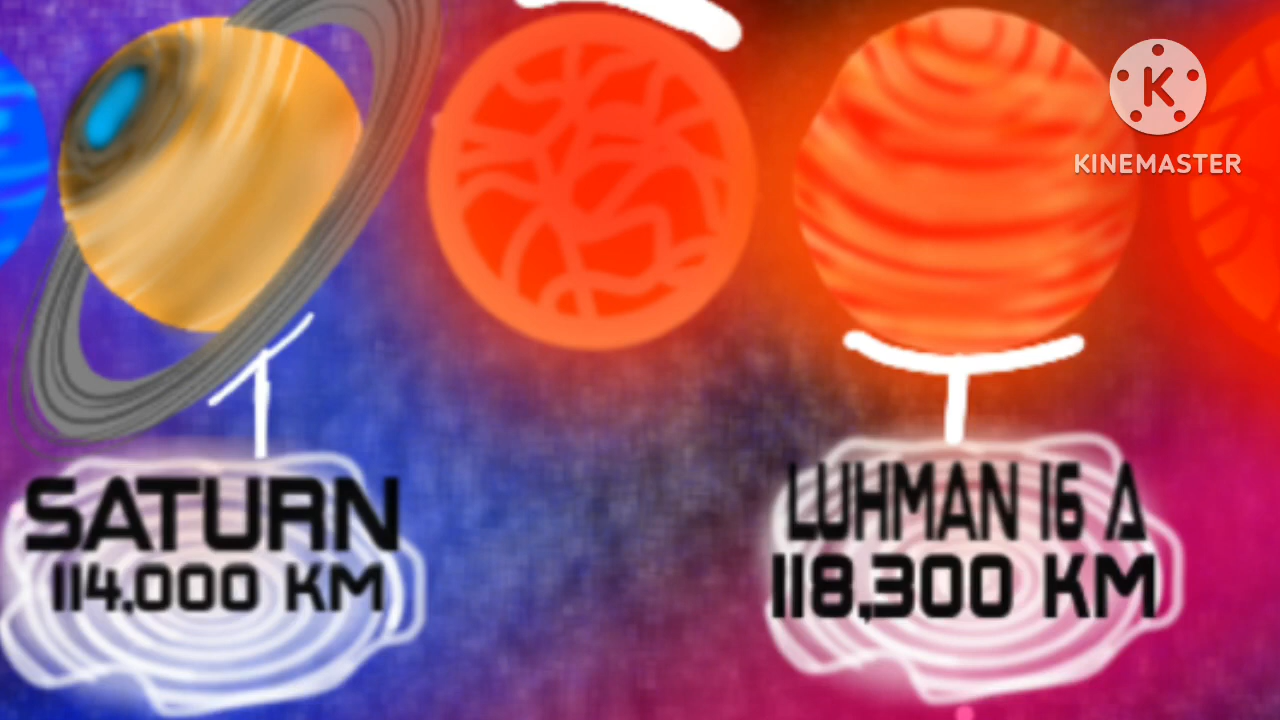 K
KINEMASTER
SATURN
114,000 KM
LUHMAN 16 A
118,300 KM